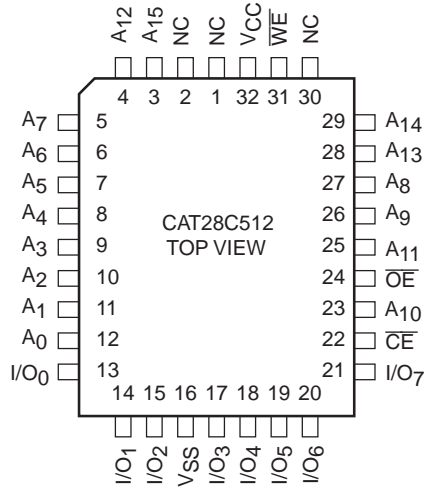 A12 A15 NC NC VCC W̅E̅ NC
4 3 2 1 32 31 30
A7 5 29 A14
A6 6 28 A13
A5 7 27 A8
A4 8 26 A9
A3 9 25 A11
A2 10 24 O̅E̅
A1 11 23 A10
A0 12 22 C̅E̅
I/O0 13 21 I/O7
CAT28C512
TOP VIEW
14 15 16 17 18 19 20
I/O1 I/O2 VSS I/O3 I/O4 I/O5 I/O6